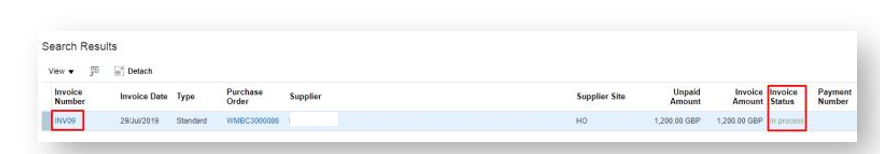 Search Results
View Detach
Invoice Number Invoice Date Type Purchase Order Supplier Supplier Site Unpaid Amount Invoice Amount Invoice Status Payment Number
INV09 29/Jul/2019 Standard WMBC3000086 HO 1,200.00 GBP 1,200.00 GBP In process